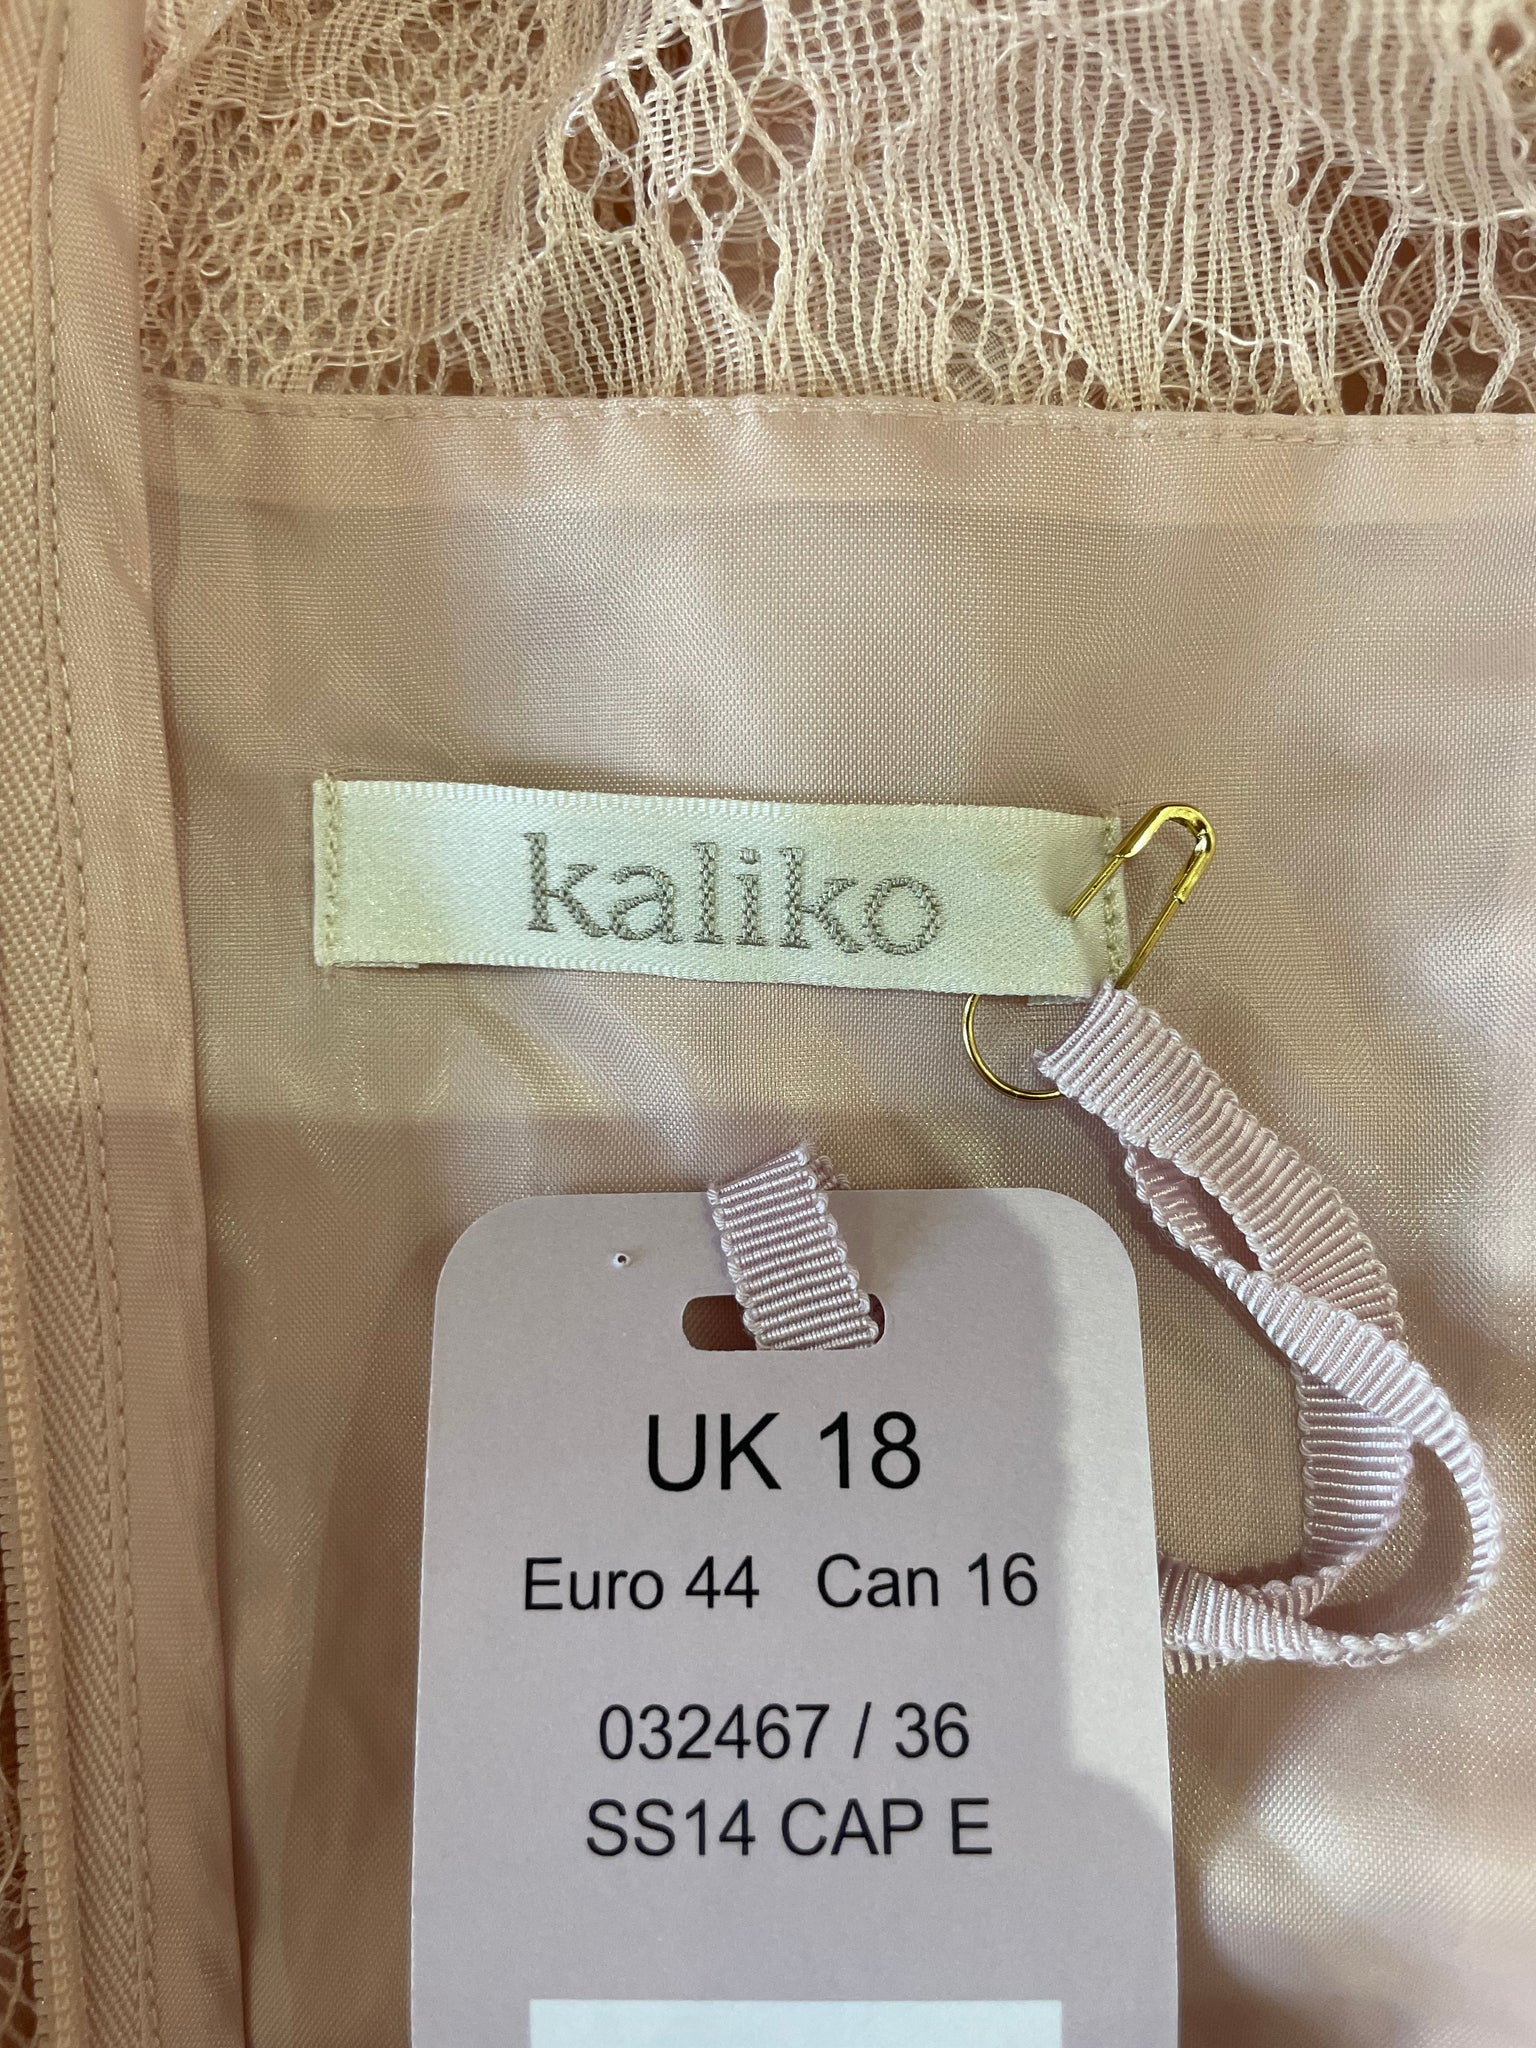 kaliko
UK 18
Euro 44 Can 16
032467 / 36
SS14 CAP E